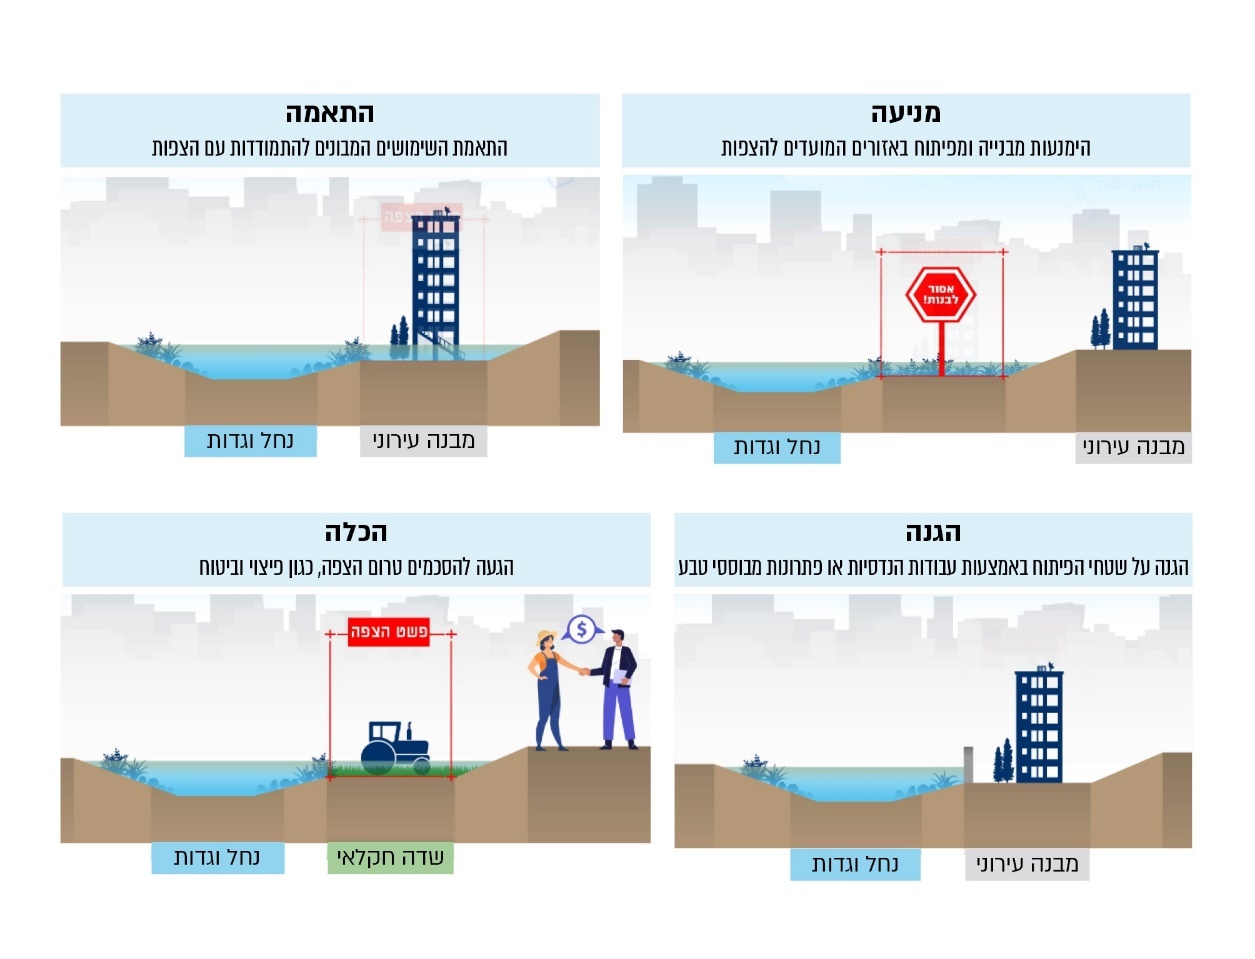 מניעה
הימנעות מבנייה ומפיתוח באזורים המועדים להצפות
אסור
לבנות!
נחל וגדות
מבנה עירוני
התאמה
התאמת השימושים המבונים להתמודדות עם הצפות
נחל וגדות
מבנה עירוני
הגנה
הגנה על שטחי הפיתוח באמצעות עבודות הנדסיות או פתרונות מבוססי טבע
נחל וגדות
מבנה עירוני
הכלה
הגעה להסכמים טרום הצפה, כגון פיצוי וביטוח
פשט הצפה
$
נחל וגדות
שדה חקלאי